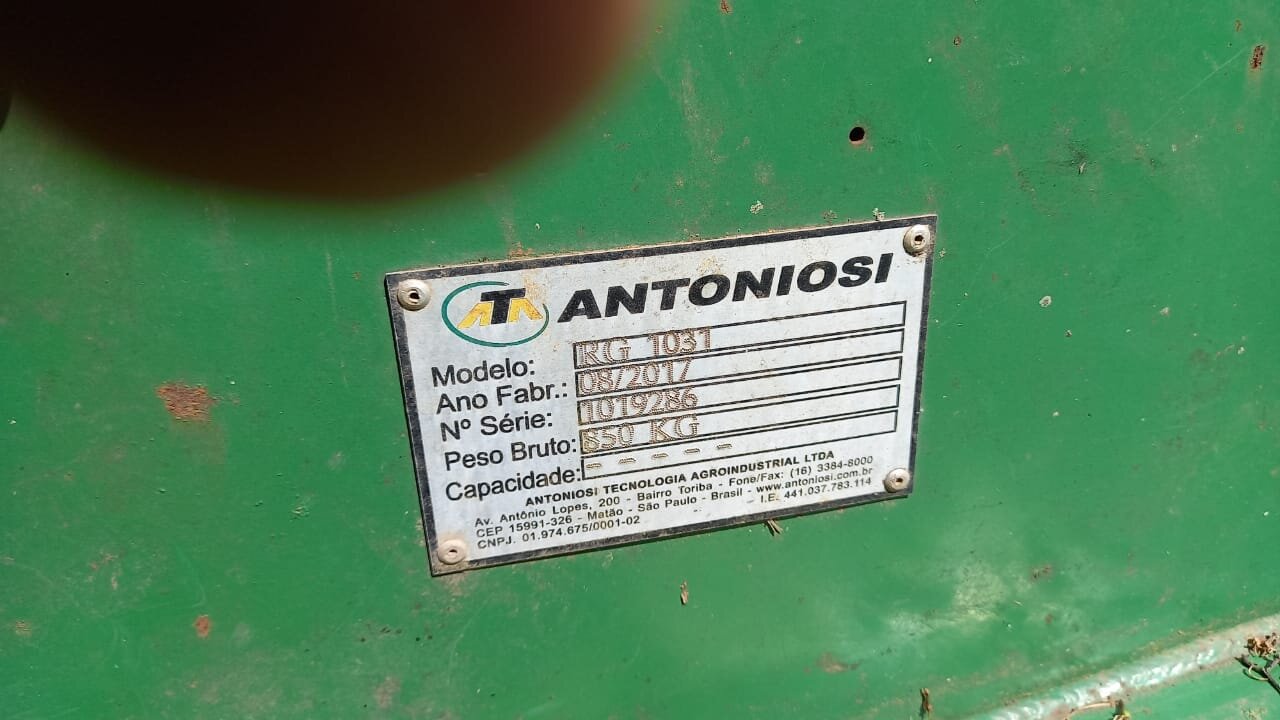 ATA ANTONIOSI
Modelo: RG 1031
Ano Fabr.: 08/2017
Nº Série: 1019286
Peso Bruto: 850 KG
Capacidade: - - - - -
ANTONIOSI TECNOLOGIA AGROINDUSTRIAL LTDA
Av. Antônio Lopes, 200 - Bairro Toriba - Fone/Fax: (16) 3384-8000
CEP 15991-326 - Matão - São Paulo - Brasil - www.antoniosi.com.br
CNPJ. 01.974.675/0001-02 - I.E. 441.037.783.114